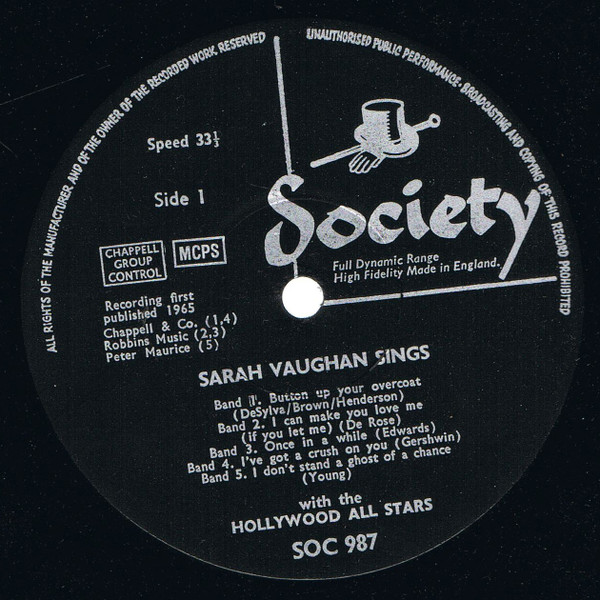 ALL RIGHTS OF THE MANUFACTURER AND OF THE OWNER OF THE RECORDED WORK RESERVED
UNAUTHORISED PUBLIC PERFORMANCE· BROADCASTING AND COPYING OF THIS RECORD PROHIBITED
Speed 33⅓
Side 1
Society
Full Dynamic Range
High Fidelity Made in England.
CHAPPELL
GROUP
CONTROL
MCPS
Recording first
published 1965
Chappell & Co. (1,4)
Robbins Music (2,3)
Peter Maurice (5)
SARAH VAUGHAN SINGS
Band 1. Button up your overcoat
(DeSylva/Brown/Henderson)
Band 2. I can make you love me
(if you let me) (De Rose)
Band 3. Once in a while (Edwards)
Band 4. I've got a crush on you (Gershwin)
Band 5. I don't stand a ghost of a chance
(Young)
with the
HOLLYWOOD ALL STARS
SOC 987